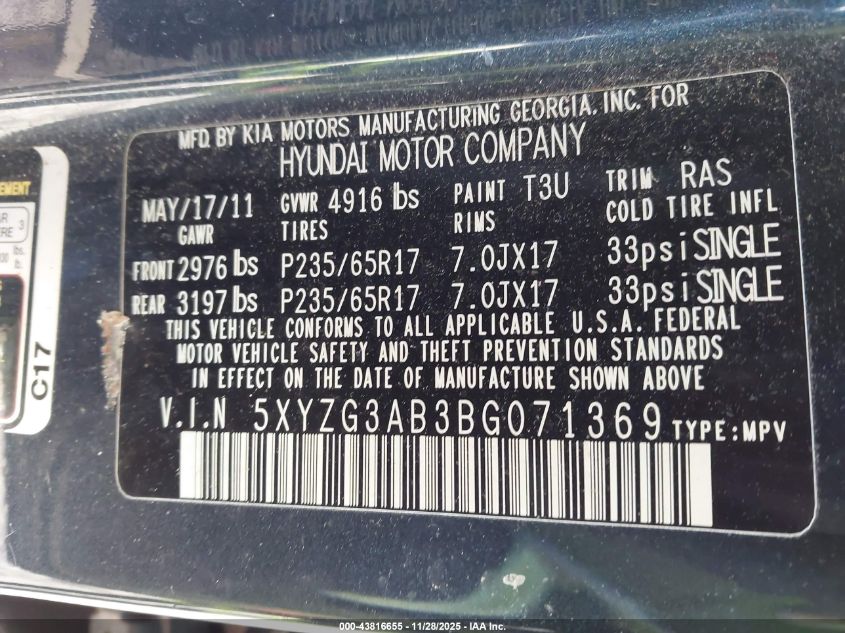 MFD. BY KIA MOTORS MANUFACTURING GEORGIA. INC. FOR
HYUNDAI MOTOR COMPANY
MAY/17/11 GVWR 4916 lbs PAINT T3U TRIM RAS
GAWR TIRES RIMS COLD TIRE INFL
FRONT 2976 lbs P235/65R17 7.0JX17 33psi SINGLE
REAR 3197 lbs P235/65R17 7.0JX17 33psi SINGLE
THIS VEHICLE CONFORMS TO ALL APPLICABLE U.S.A. FEDERAL
MOTOR VEHICLE SAFETY AND THEFT PREVENTION STANDARDS
IN EFFECT ON THE DATE OF MANUFACTURE SHOWN ABOVE
V.I.N 5XYZG3AB3BG071369 TYPE:MPV
C17
000-43816655 - 11/28/2025 - IAA Inc.